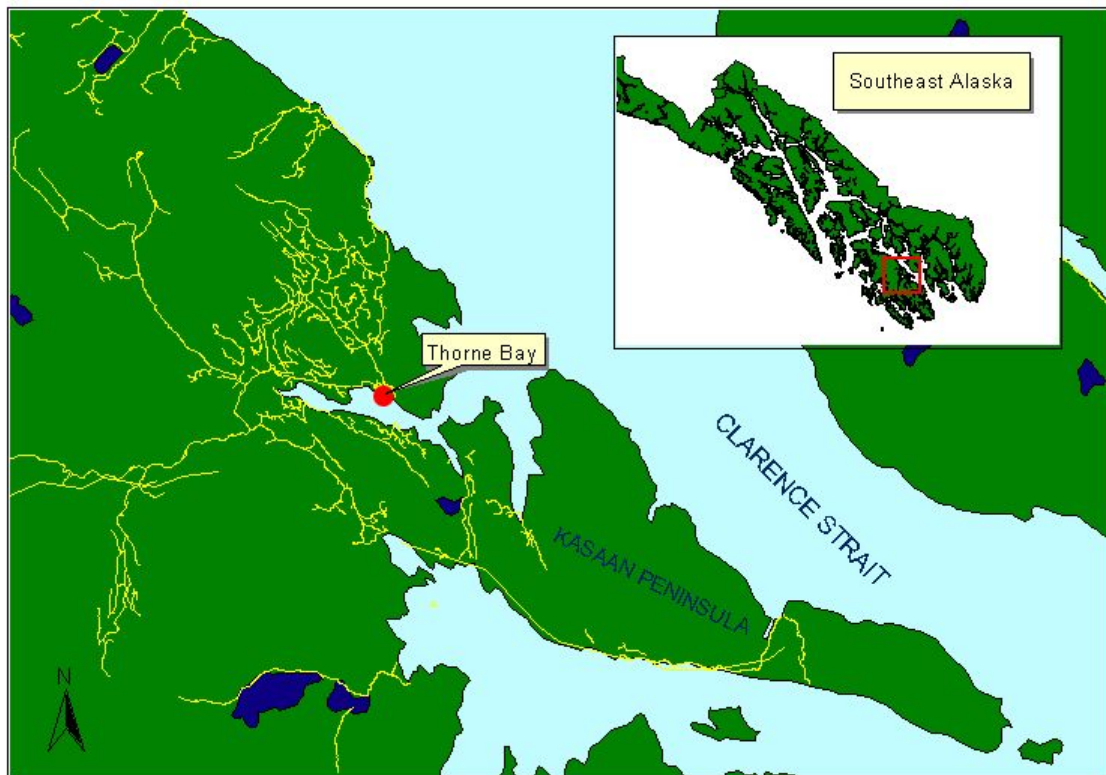 Southeast Alaska
Thorne Bay
CLARENCE STRAIT
KASAAN PENINSULA
N